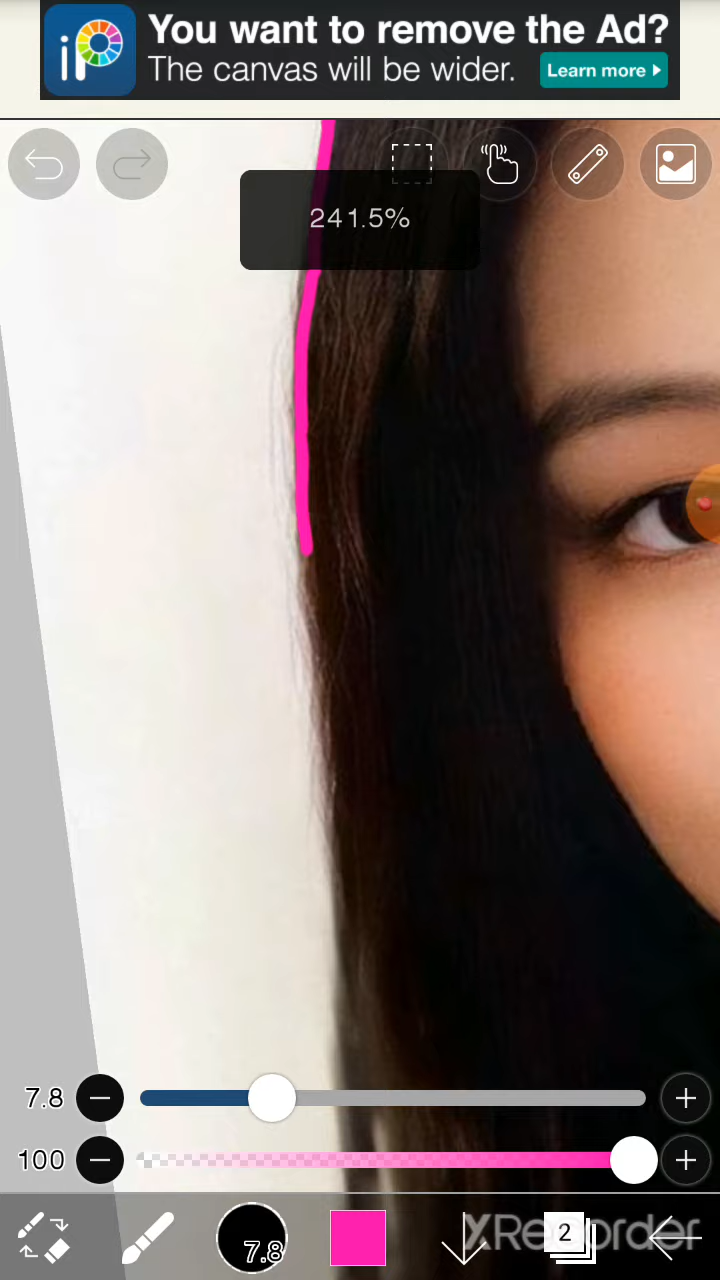 iP
You want to remove the Ad?
The canvas will be wider.
Learn more
241.5%
7.8
100
7.8
2
XRecorder